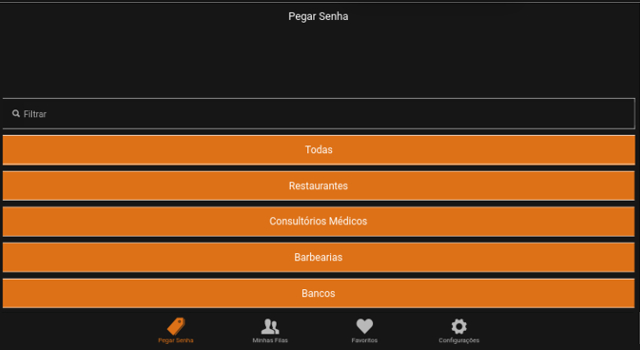 Pegar Senha
Filtrar
Todas
Restaurantes
Consultórios Médicos
Barbearias
Bancos
Pegar Senha
Minhas Filas
Favoritos
Configurações